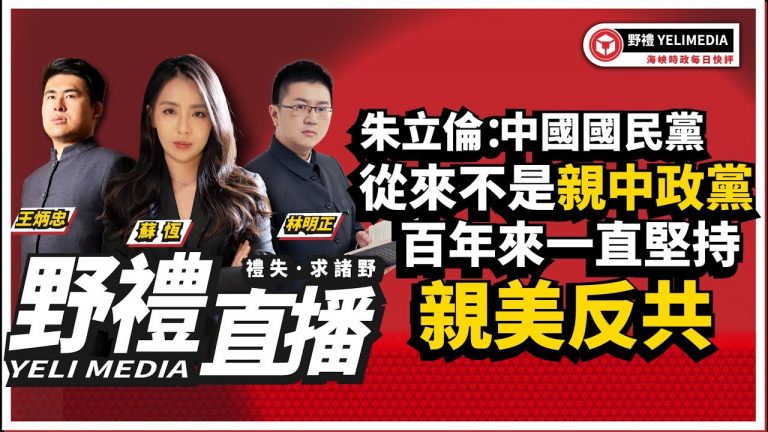 野禮 YELIMEDIA
海峽時政每日快評
朱立倫:中國國民黨
從來不是親中政黨
百年來一直堅持
親美反共
王炳忠
蘇恆
林明正
禮失·求諸野
野禮直播
YELI MEDIA